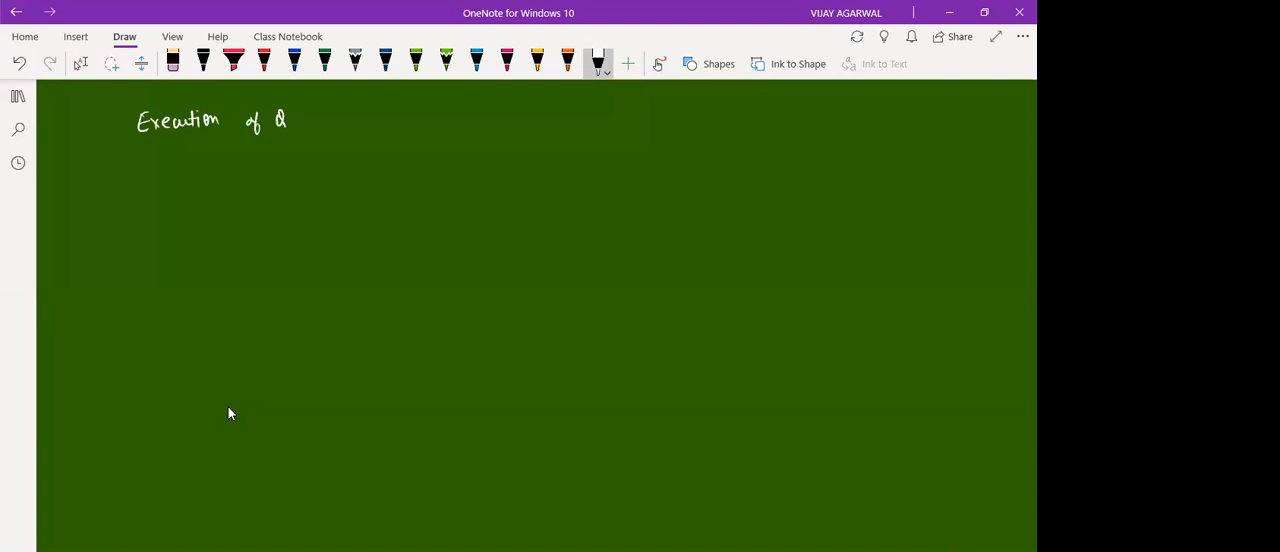 OneNote for Windows 10
VIJAY AGARWAL
Home Insert Draw View Help Class Notebook
Share
Shapes Ink to Shape Ink to Text
Execution of Q